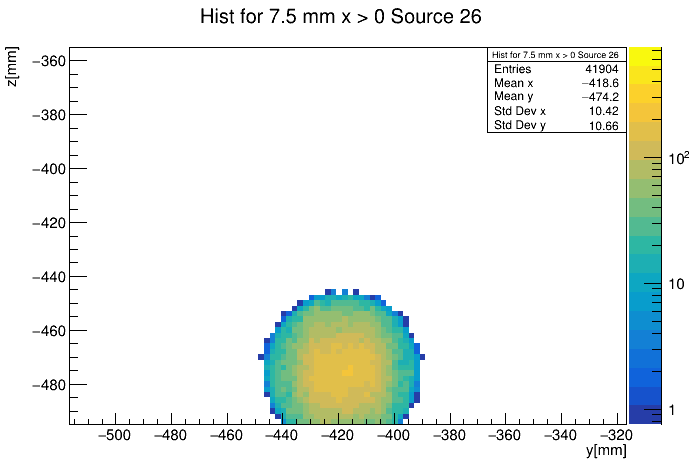 Hist for 7.5 mm x > 0 Source 26
z[mm]
Hist for 7.5 mm x > 0 Source 26
Entries 41904
Mean x −418.6
Mean y −474.2
Std Dev x 10.42
Std Dev y 10.66
−360
−380
−400
−420
−440
−460
−480
10²
10
1
−500 −480 −460 −440 −420 −400 −380 −360 −340 −320
y[mm]